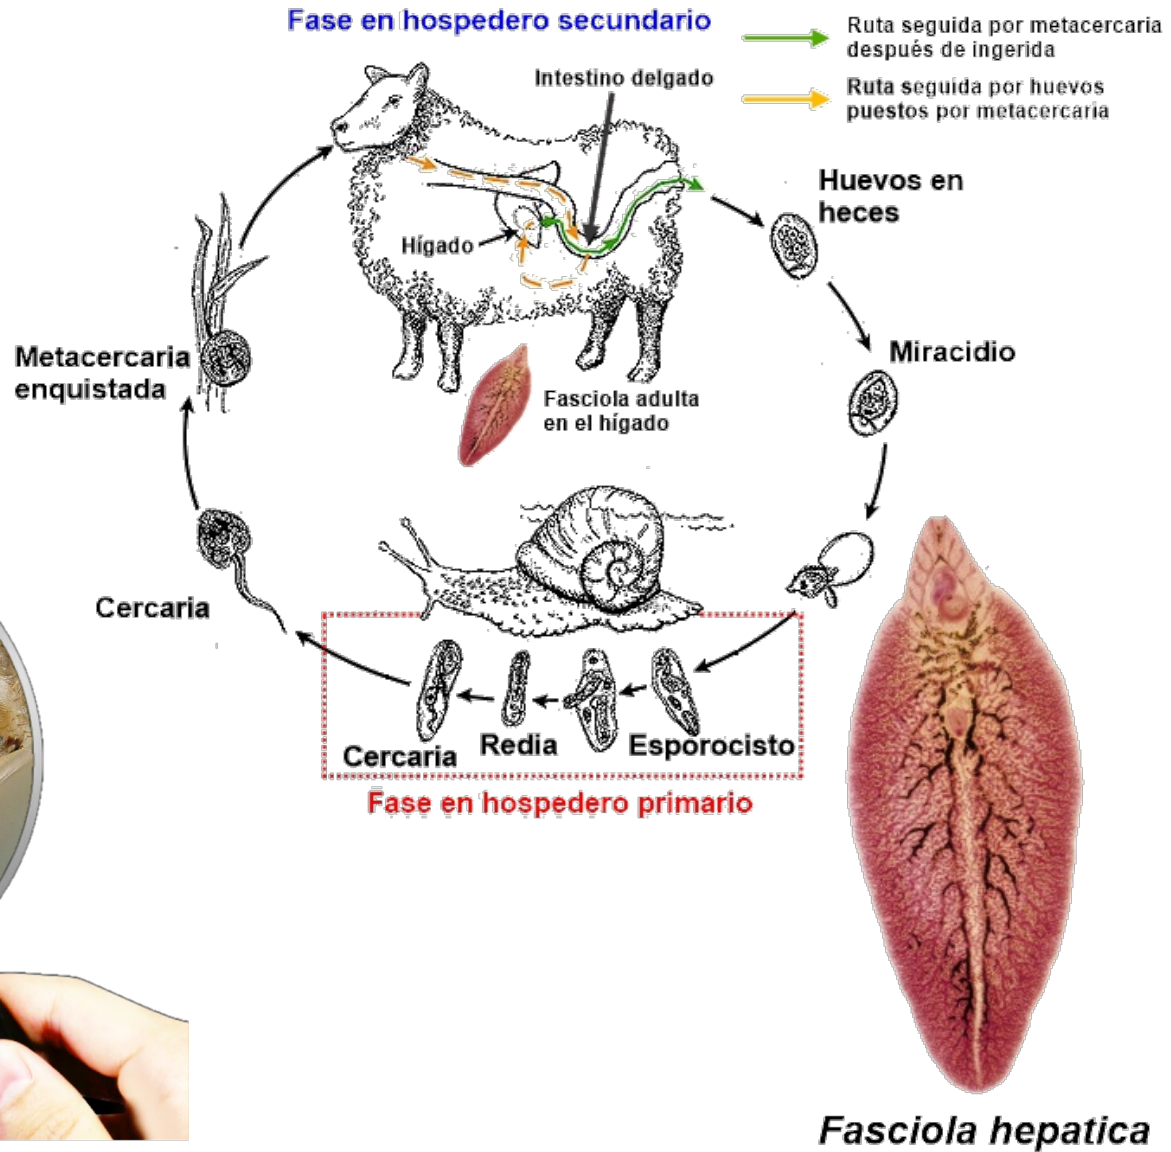 Fase en hospedero secundario
Ruta seguida por metacercaria
después de ingerida
Ruta seguida por huevos
puestos por metacercaria
Intestino delgado
Huevos en
heces
Hígado
Miracidio
Metacercaria
enquistada
Fasciola adulta
en el hígado
Cercaria
Cercaria
Redia
Esporocisto
Fase en hospedero primario
Fasciola hepatica